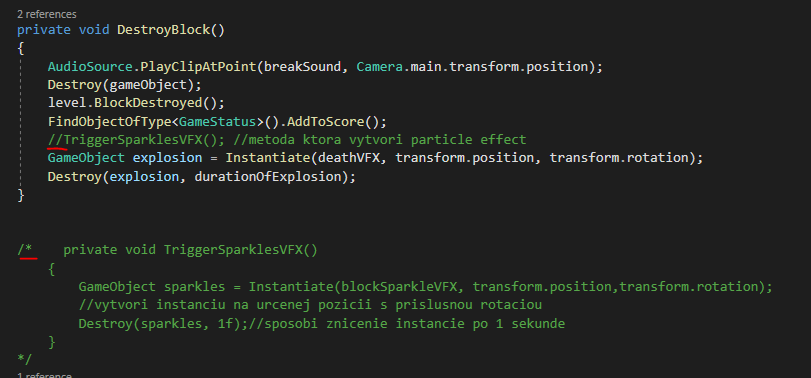 2 references
private void DestroyBlock()
{
AudioSource.PlayClipAtPoint(breakSound, Camera.main.transform.position);
Destroy(gameObject);
level.BlockDestroyed();
FindObjectOfType<GameStatus>().AddToScore();
//TriggerSparklesVFX(); //metoda ktora vytvori particle effect
GameObject explosion = Instantiate(deathVFX, transform.position, transform.rotation);
Destroy(explosion, durationOfExplosion);
}
/*    private void TriggerSparklesVFX()
{
GameObject sparkles = Instantiate(blockSparkleVFX, transform.position,transform.rotation);
//vytvori instanciu na urcenej pozicii s prislusnou rotaciou
Destroy(sparkles, 1f);//sposobi znicenie instancie po 1 sekunde
}
*/
1 reference